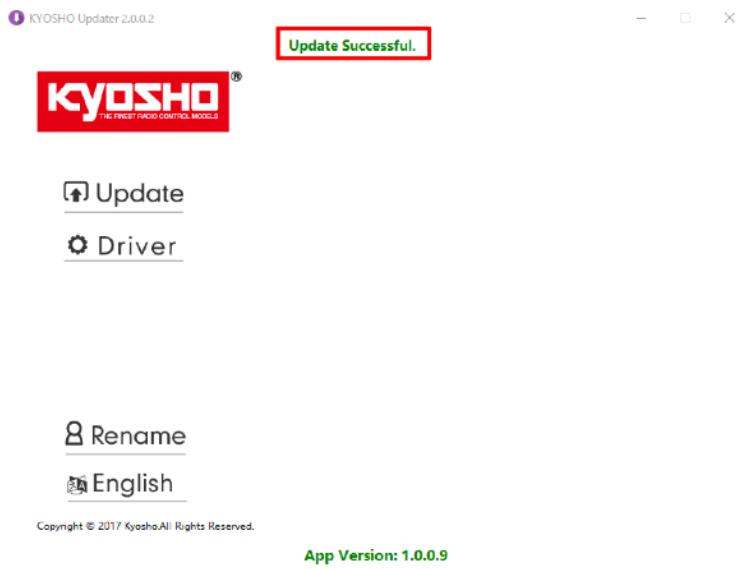 KYOSHO Updater 2.0.0.2
Update Successful.
KYOSHO®
THE FINEST RADIO CONTROL MODELS
Update
Driver
Rename
English
Copyright © 2017 Kyosho.All Rights Reserved.
App Version: 1.0.0.9